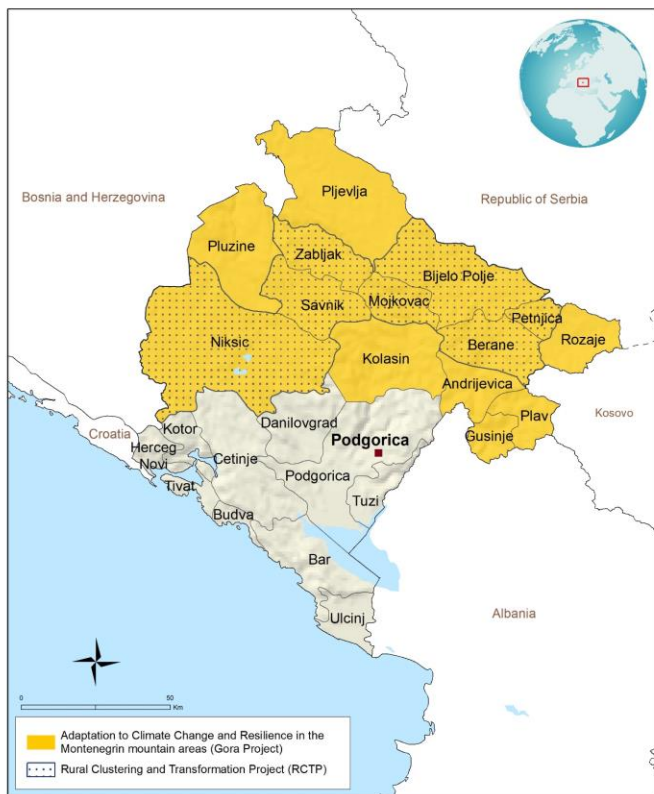 Bosnia and Herzegovina
Republic of Serbia
Pljevlja
Pluzine
Zabljak
Bijelo Polje
Savnik
Mojkovac
Petnjica
Niksic
Berane
Rozaje
Kolasin
Andrijevica
Plav
Kosovo
Gusinje
Croatia
Kotor
Danilovgrad
Podgorica
Herceg
Novi
Cetinje
Podgorica
Tivat
Tuzi
Budva
Bar
Albania
Ulcinj
0 50
Km
Adaptation to Climate Change and Resilience in the
Montenegrin mountain areas (Gora Project)
Rural Clustering and Transformation Project (RCTP)